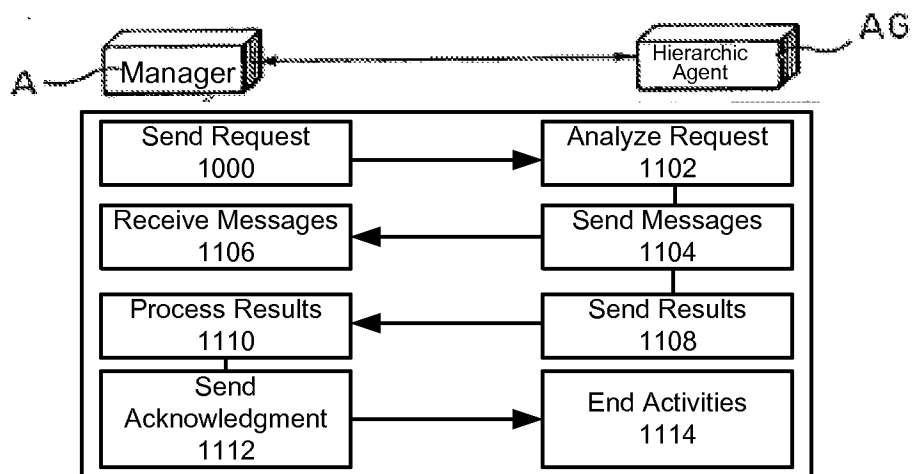 A
Manager
Hierarchic
Agent
AG
Send Request
1000
Analyze Request
1102
Receive Messages
1106
Send Messages
1104
Process Results
1110
Send Results
1108
Send
Acknowledgment
1112
End Activities
1114